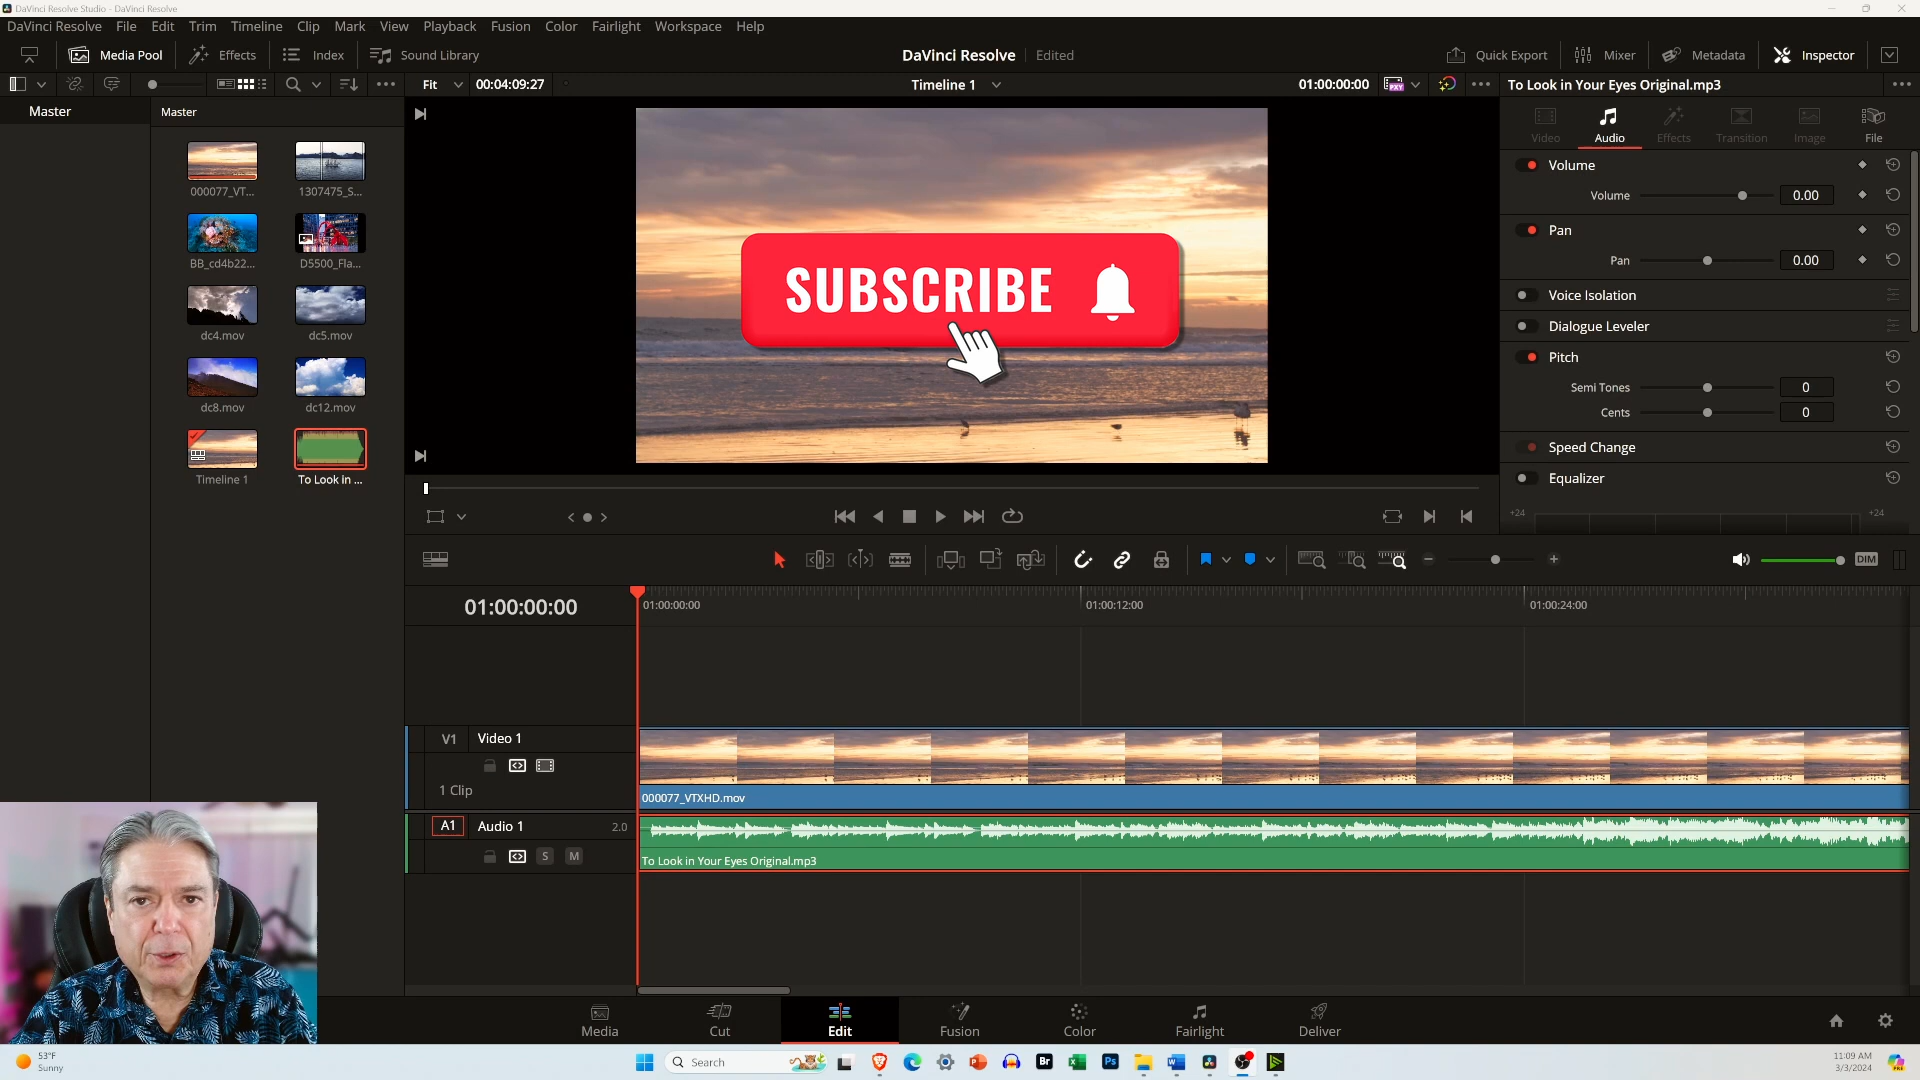 DaVinci Resolve Studio - DaVinci Resolve
DaVinci Resolve File Edit Trim Timeline Clip Mark View Playback Fusion Color Fairlight Workspace Help
Media Pool Effects Index Sound Library DaVinci Resolve Edited Quick Export Mixer Metadata Inspector
Fit 00:04:09:27 Timeline 1 01:00:00:00 PXY To Look in Your Eyes Original.mp3
Master
Master
Video Audio Effects Transition Image File
000077_VT... 1307475_S...
BB_cd4b22... D5500_Fla...
dc4.mov dc5.mov
dc8.mov dc12.mov
Timeline 1 To Look in ...
SUBSCRIBE
Volume
Volume 0.00
Pan
Pan 0.00
Voice Isolation
Dialogue Leveler
Pitch
Semi Tones 0
Cents 0
Speed Change
Equalizer
+24 +24
DIM
01:00:00:00
01:00:00:00 01:00:12:00 01:00:24:00
V1 Video 1
1 Clip
000077_VTXHD.mov
A1 Audio 1 2.0
S M
To Look in Your Eyes Original.mp3
Media Cut Edit Fusion Color Fairlight Deliver
53°F
Sunny
Search
Br
Ps
11:09 AM
3/3/2024